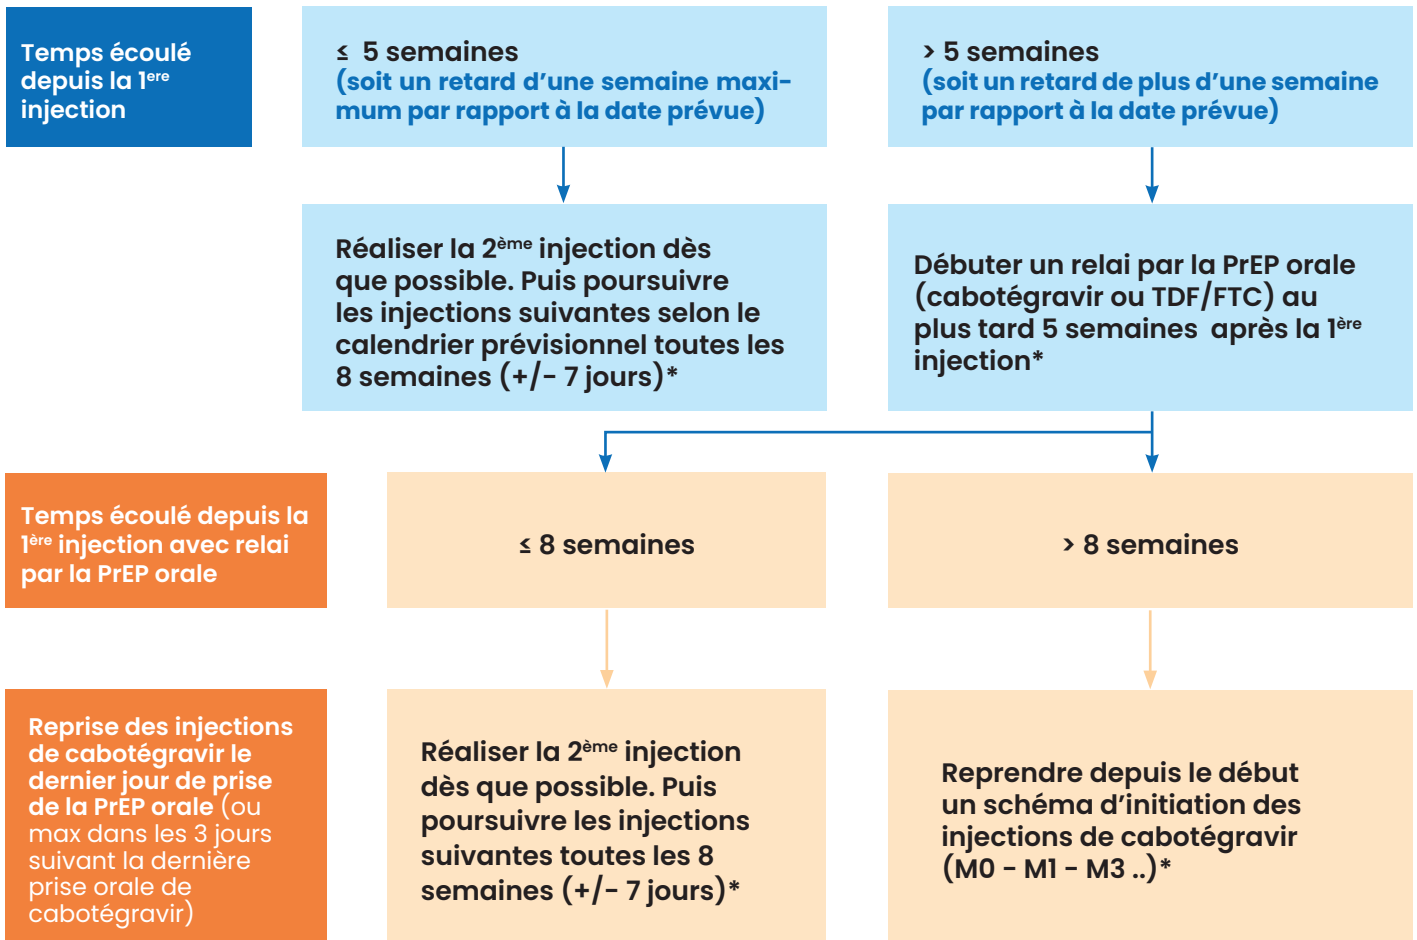 Temps écoulé
depuis la 1ere
injection
≤ 5 semaines
(soit un retard d’une semaine maxi-
mum par rapport à la date prévue)
> 5 semaines
(soit un retard de plus d’une semaine
par rapport à la date prévue)
Réaliser la 2ème injection dès
que possible. Puis poursuivre
les injections suivantes selon le
calendrier prévisionnel toutes les
8 semaines (+/- 7 jours)*
Débuter un relai par la PrEP orale
(cabotégravir ou TDF/FTC) au
plus tard 5 semaines après la 1ère
injection*
Temps écoulé depuis la
1ère injection avec relai
par la PrEP orale
≤ 8 semaines
> 8 semaines
Reprise des injections
de cabotégravir le
dernier jour de prise
de la PrEP orale (ou
max dans les 3 jours
suivant la dernière
prise orale de
cabotégravir)
Réaliser la 2ème injection
dès que possible. Puis
poursuivre les injections
suivantes toutes les 8
semaines (+/- 7 jours)*
Reprendre depuis le début
un schéma d’initiation des
injections de cabotégravir
(M0 - M1 - M3 ..)*